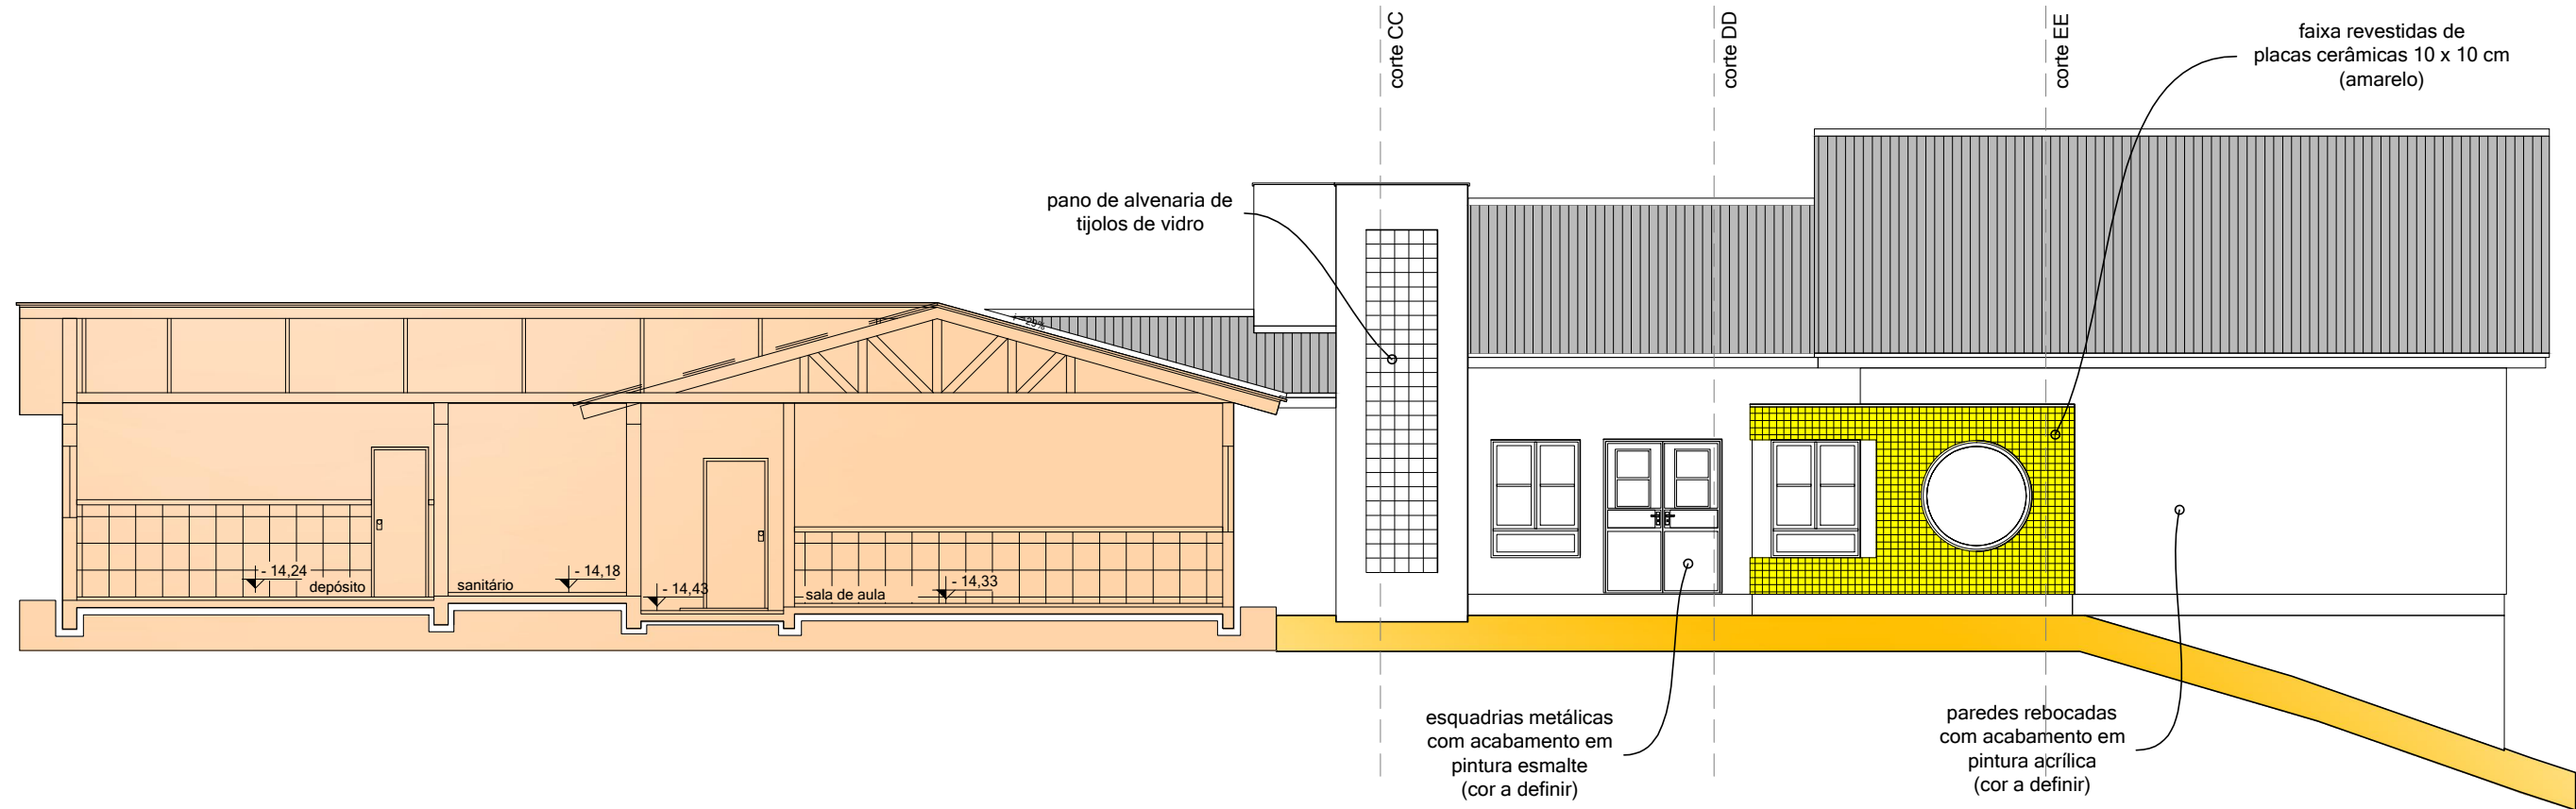 corte CC
corte DD
corte EE
faixa revestidas de
placas cerâmicas 10 x 10 cm
(amarelo)
pano de alvenaria de
tijolos de vidro
i = 29%
- 14,24
depósito
sanitário
- 14,18
- 14,43
sala de aula
- 14,33
esquadrias metálicas
com acabamento em
pintura esmalte
(cor a definir)
paredes rebocadas
com acabamento em
pintura acrílica
(cor a definir)